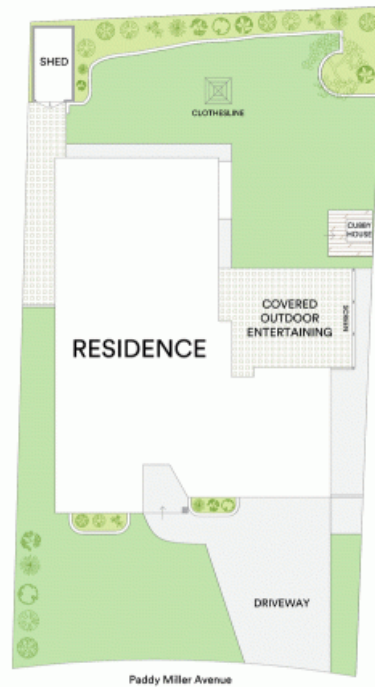 SHED
CLOTHESLINE
CUBBY
HOUSE
COVERED
OUTDOOR
ENTERTAINING
SCREEN
RESIDENCE
DRIVEWAY
Paddy Miller Avenue